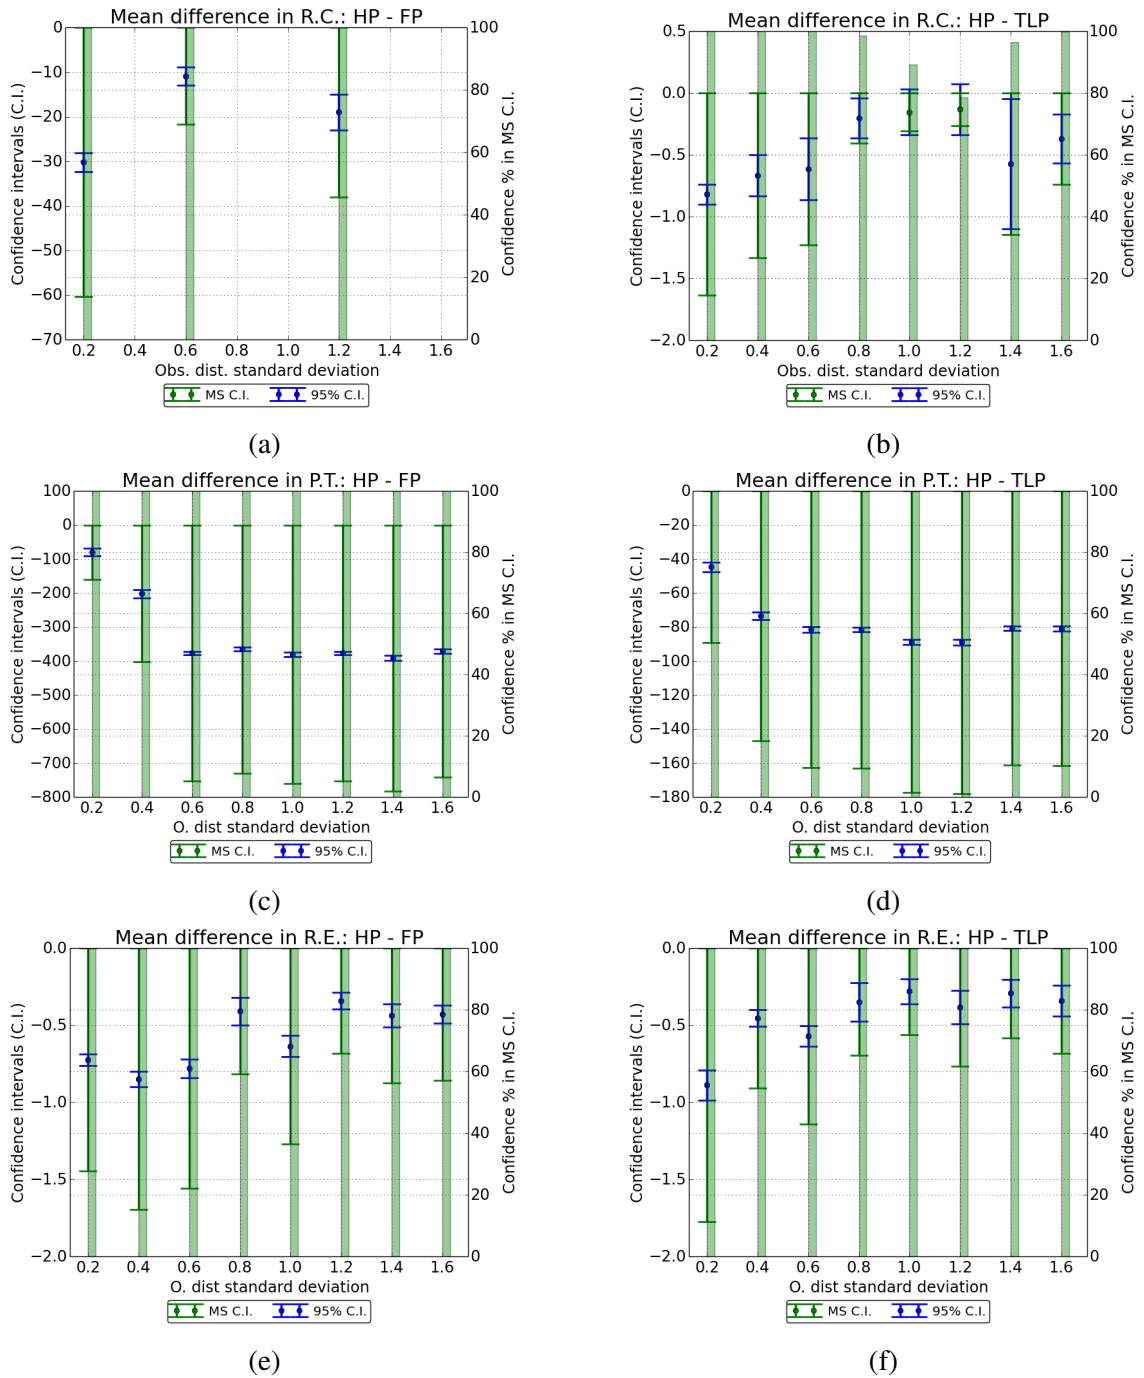 Mean difference in R.C.: HP - FP
Confidence intervals (C.I.)
0
−10
−20
−30
−40
−50
−60
−70
100
80
60
40
20
0
Confidence % in MS C.I.
0.2 0.4 0.6 0.8 1.0 1.2 1.4 1.6
Obs. dist. standard deviation
MS C.I. 95% C.I.
(a)
Mean difference in R.C.: HP - TLP
Confidence intervals (C.I.)
0.5
0.0
−0.5
−1.0
−1.5
−2.0
100
80
60
40
20
0
Confidence % in MS C.I.
0.2 0.4 0.6 0.8 1.0 1.2 1.4 1.6
Obs. dist. standard deviation
MS C.I. 95% C.I.
(b)
Mean difference in P.T.: HP - FP
Confidence intervals (C.I.)
100
0
−100
−200
−300
−400
−500
−600
−700
−800
100
80
60
40
20
0
Confidence % in MS C.I.
0.2 0.4 0.6 0.8 1.0 1.2 1.4 1.6
O. dist standard deviation
MS C.I. 95% C.I.
(c)
Mean difference in P.T.: HP - TLP
Confidence intervals (C.I.)
0
−20
−40
−60
−80
−100
−120
−140
−160
−180
100
80
60
40
20
0
Confidence % in MS C.I.
0.2 0.4 0.6 0.8 1.0 1.2 1.4 1.6
O. dist standard deviation
MS C.I. 95% C.I.
(d)
Mean difference in R.E.: HP - FP
Confidence intervals (C.I.)
0.0
−0.5
−1.0
−1.5
−2.0
100
80
60
40
20
0
Confidence % in MS C.I.
0.2 0.4 0.6 0.8 1.0 1.2 1.4 1.6
O. dist standard deviation
MS C.I. 95% C.I.
(e)
Mean difference in R.E.: HP - TLP
Confidence intervals (C.I.)
0.0
−0.5
−1.0
−1.5
−2.0
100
80
60
40
20
0
Confidence % in MS C.I.
0.2 0.4 0.6 0.8 1.0 1.2 1.4 1.6
O. dist standard deviation
MS C.I. 95% C.I.
(f)